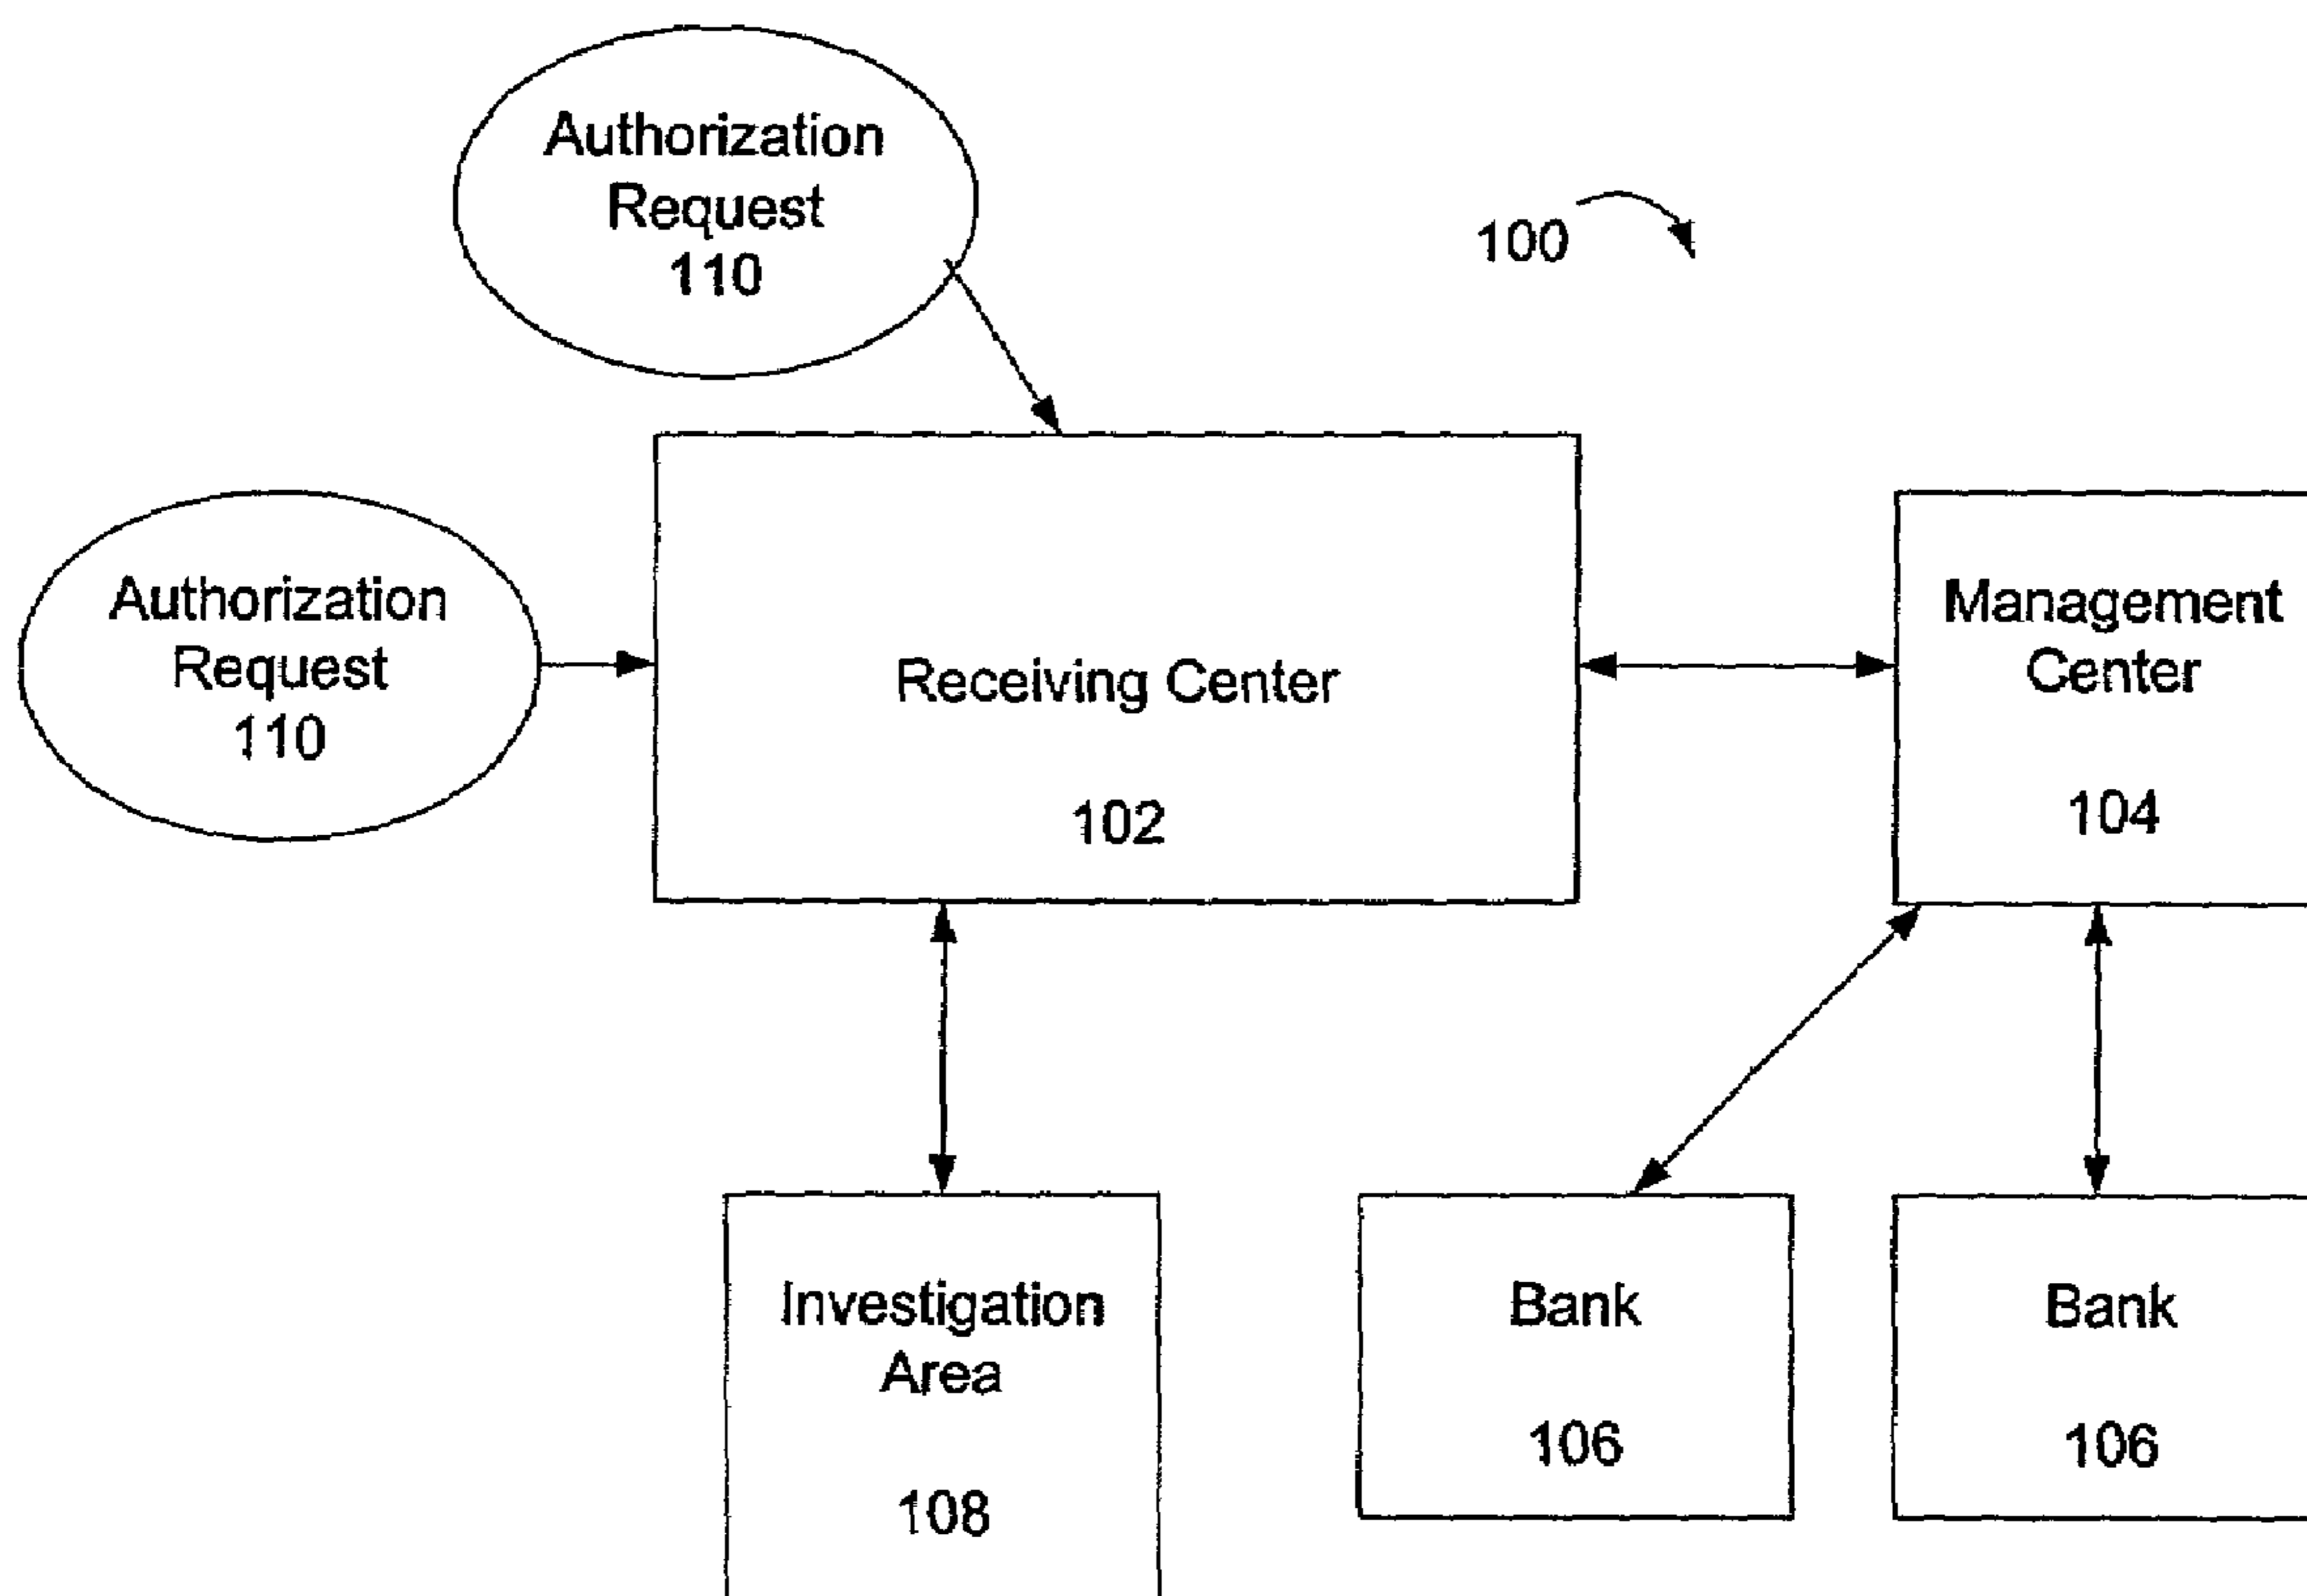 Authorization
Request
110
100
Authorization
Request
110
Receiving Center
102
Management
Center
104
Investigation
Area
108
Bank
106
Bank
106